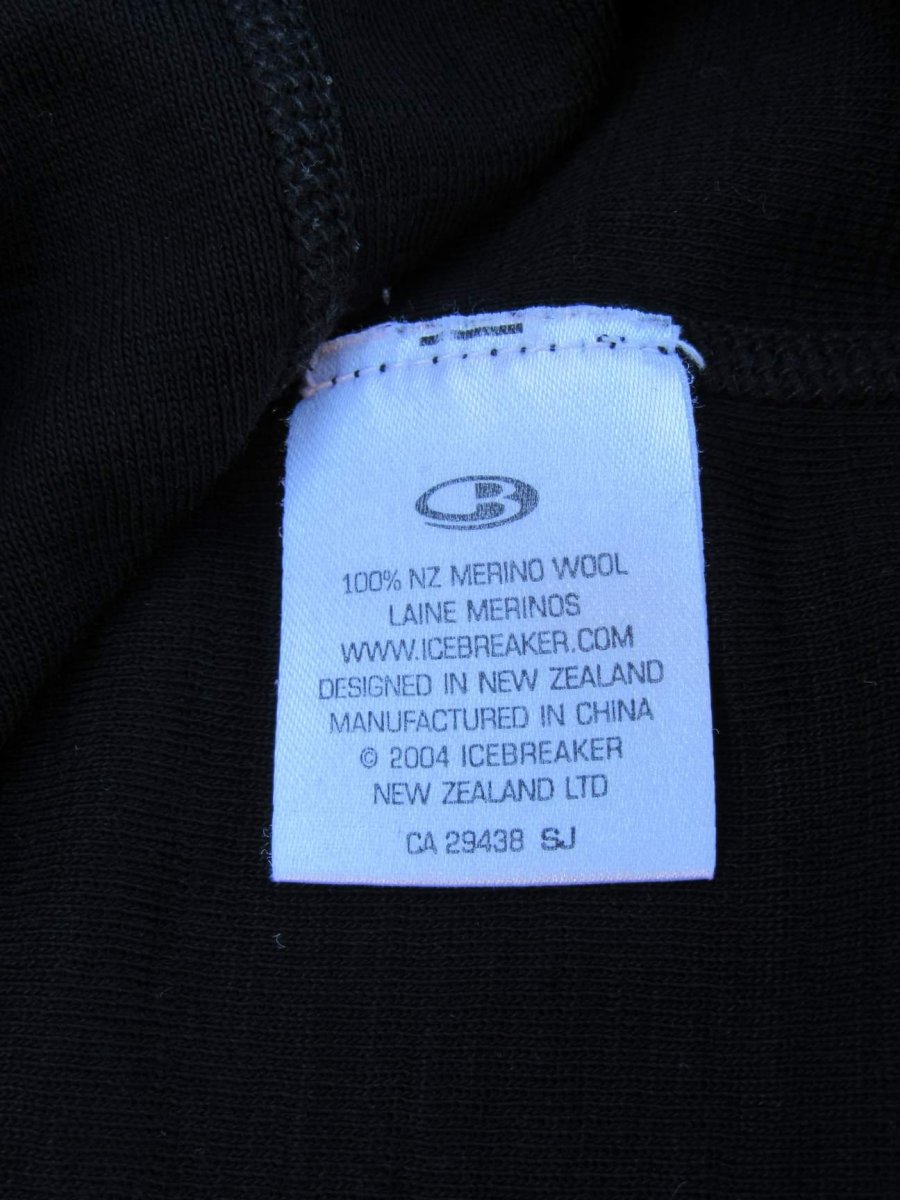 100% NZ MERINO WOOL
LAINE MERINOS
WWW.ICEBREAKER.COM
DESIGNED IN NEW ZEALAND
MANUFACTURED IN CHINA
© 2004 ICEBREAKER
NEW ZEALAND LTD
CA 29438 SJ